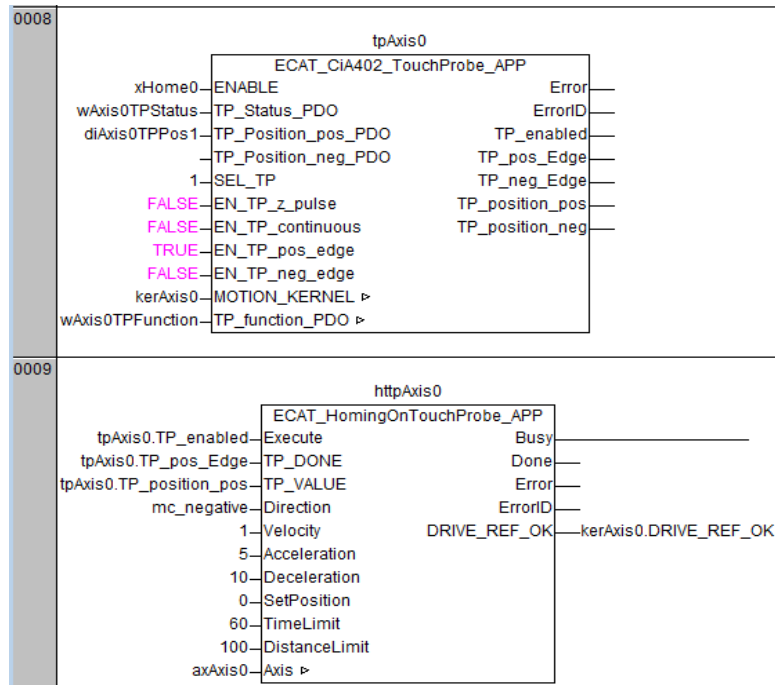 0008
tpAxis0
ECAT_CiA402_TouchProbe_APP
xHome0 ENABLE Error
wAxis0TPStatus TP_Status_PDO ErrorID
diAxis0TPPos1 TP_Position_pos_PDO TP_enabled
TP_Position_neg_PDO TP_pos_Edge
1 SEL_TP TP_neg_Edge
FALSE EN_TP_z_pulse TP_position_pos
FALSE EN_TP_continuous TP_position_neg
TRUE EN_TP_pos_edge
FALSE EN_TP_neg_edge
kerAxis0 MOTION_KERNEL
wAxis0TPFunction TP_function_PDO
0009
httpAxis0
ECAT_HomingOnTouchProbe_APP
tpAxis0.TP_enabled Execute Busy
tpAxis0.TP_pos_Edge TP_DONE Done
tpAxis0.TP_position_pos TP_VALUE Error
mc_negative Direction ErrorID
1 Velocity DRIVE_REF_OK kerAxis0.DRIVE_REF_OK
5 Acceleration
10 Deceleration
0 SetPosition
60 TimeLimit
100 DistanceLimit
axAxis0 Axis